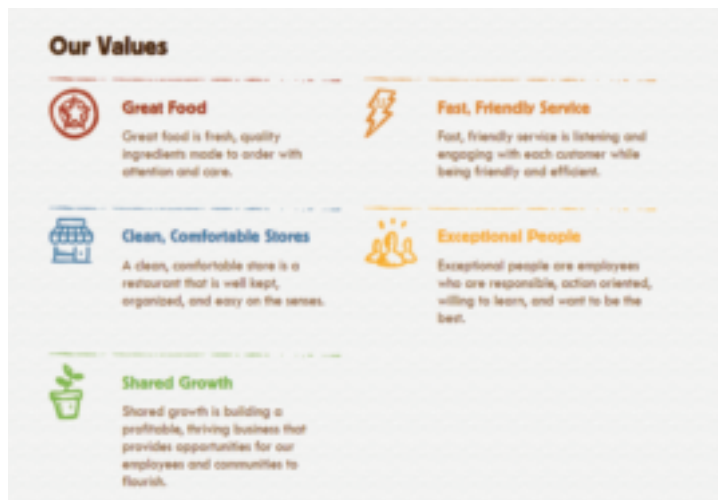 Our Values
Great Food
Great food is fresh, quality
ingredients made to order with
attention and care.
Fast, Friendly Service
Fast, friendly service is listening and
engaging with each customer while
being friendly and efficient.
Clean, Comfortable Stores
A clean, comfortable store is a
restaurant that is well kept,
organized, and easy on the senses.
Exceptional People
Exceptional people are employees
who are responsible, action oriented,
willing to learn, and want to be the
best.
Shared Growth
Shared growth is building a
profitable, thriving business that
provides opportunities for our
employees and communities to
flourish.